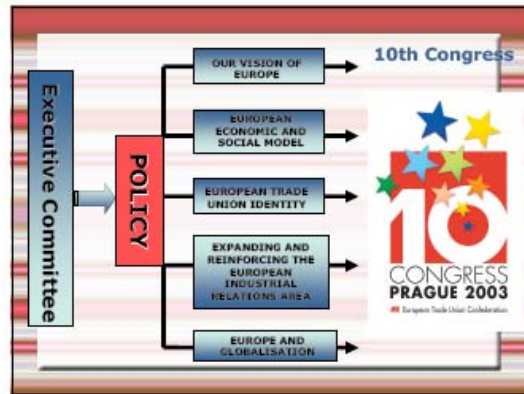 Executive Committee
POLICY
OUR VISION OF
EUROPE
EUROPEAN
ECONOMIC AND
SOCIAL MODEL
EUROPEAN TRADE
UNION IDENTITY
EXPANDING AND
REINFORCING THE
EUROPEAN
INDUSTRIAL
RELATIONS AREA
EUROPE AND
GLOBALISATION
10th Congress
10
CONGRESS
PRAGUE 2003
European Trade Union Confederation